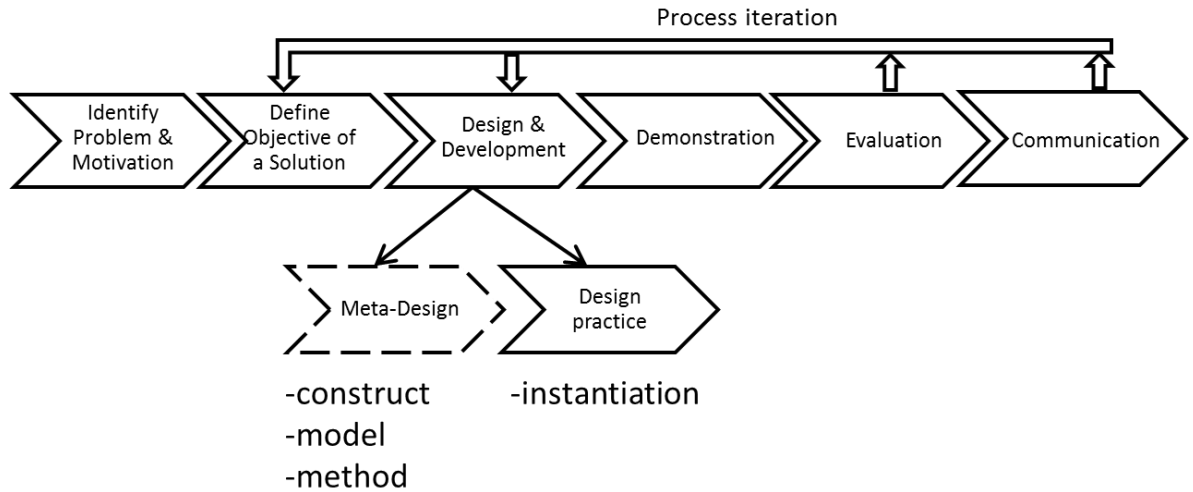 Process iteration
Identify
Problem &
Motivation
Define
Objective of
a Solution
Design &
Development
Demonstration
Evaluation
Communication
Meta-Design
Design
practice
-construct
-model
-method
-instantiation